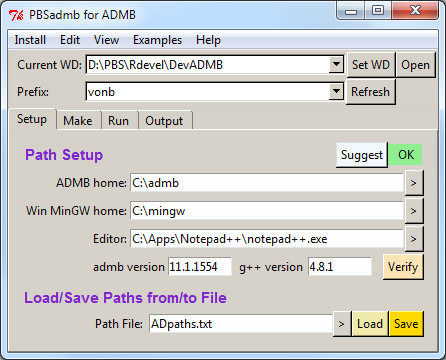 PBSadmb for ADMB
Install Edit View Examples Help
Current WD: D:\PBS\Rdevel\DevADMB Set WD Open
Prefix: vonb Refresh
Setup Make Run Output
Path Setup Suggest OK
ADMB home: C:\admb >
Win MinGW home: C:\mingw >
Editor: C:\Apps\Notepad++\notepad++.exe >
admb version 11.1.1554 g++ version 4.8.1 Verify
Load/Save Paths from/to File
Path File: ADpaths.txt > Load Save